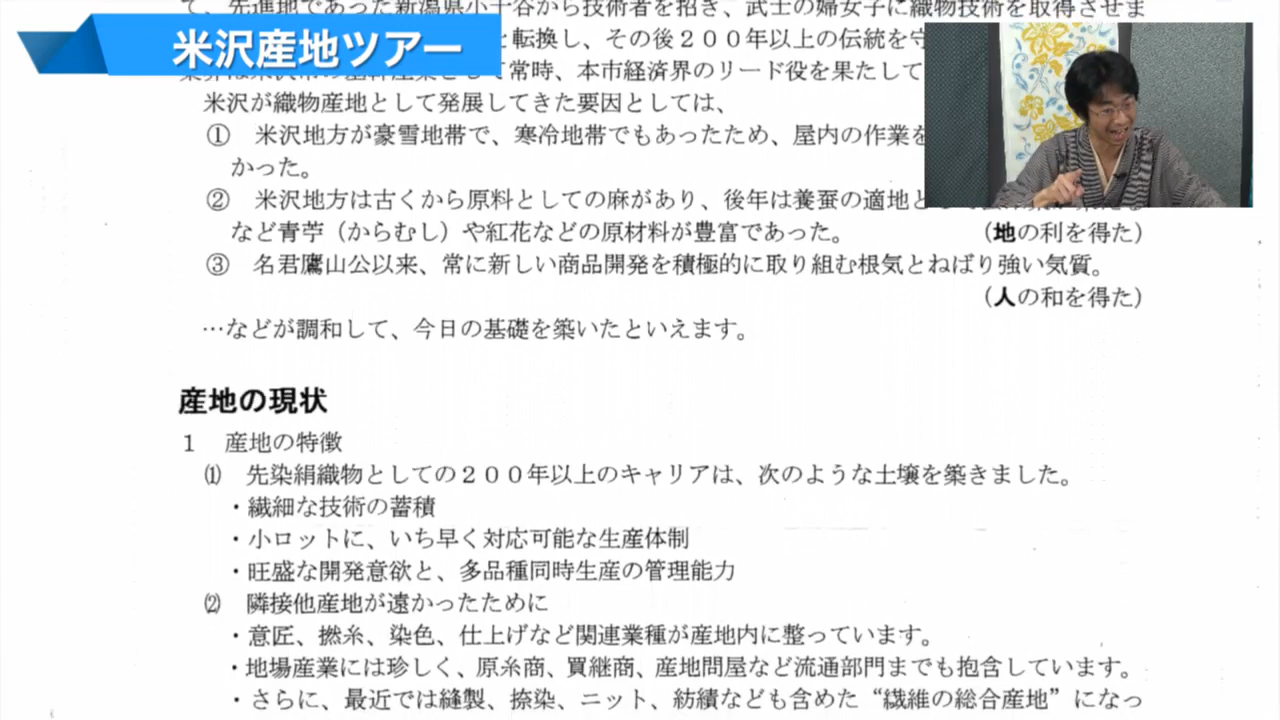 て、先進地であった新潟県小千谷から技術者を招き、武士の婦女子に織物技術を取得させま
米沢産地ツアー
と転換し、その後２００年以上の伝統を守
常時、本市経済界のリード役を果たして
米沢が織物産地として発展してきた要因としては、
① 米沢地方が豪雪地帯で、寒冷地帯でもあったため、屋内の作業を
かった。
② 米沢地方は古くから原料としての麻があり、後年は養蚕の適地と
など青苧（からむし）や紅花などの原材料が豊富であった。 （地の利を得た）
③ 名君鷹山公以来、常に新しい商品開発を積極的に取り組む根気とねばり強い気質。
（人の和を得た）
…などが調和して、今日の基礎を築いたといえます。
産地の現状
１ 産地の特徴
⑴ 先染絹織物としての２００年以上のキャリアは、次のような土壌を築きました。
・繊細な技術の蓄積
・小ロットに、いち早く対応可能な生産体制
・旺盛な開発意欲と、多品種同時生産の管理能力
⑵ 隣接他産地が遠かったために
・意匠、撚糸、染色、仕上げなど関連業種が産地内に整っています。
・地場産業には珍しく、原糸商、買継商、産地問屋など流通部門までも抱含しています。
・さらに、最近では縫製、捺染、ニット、紡績なども含めた“繊維の総合産地”になっ